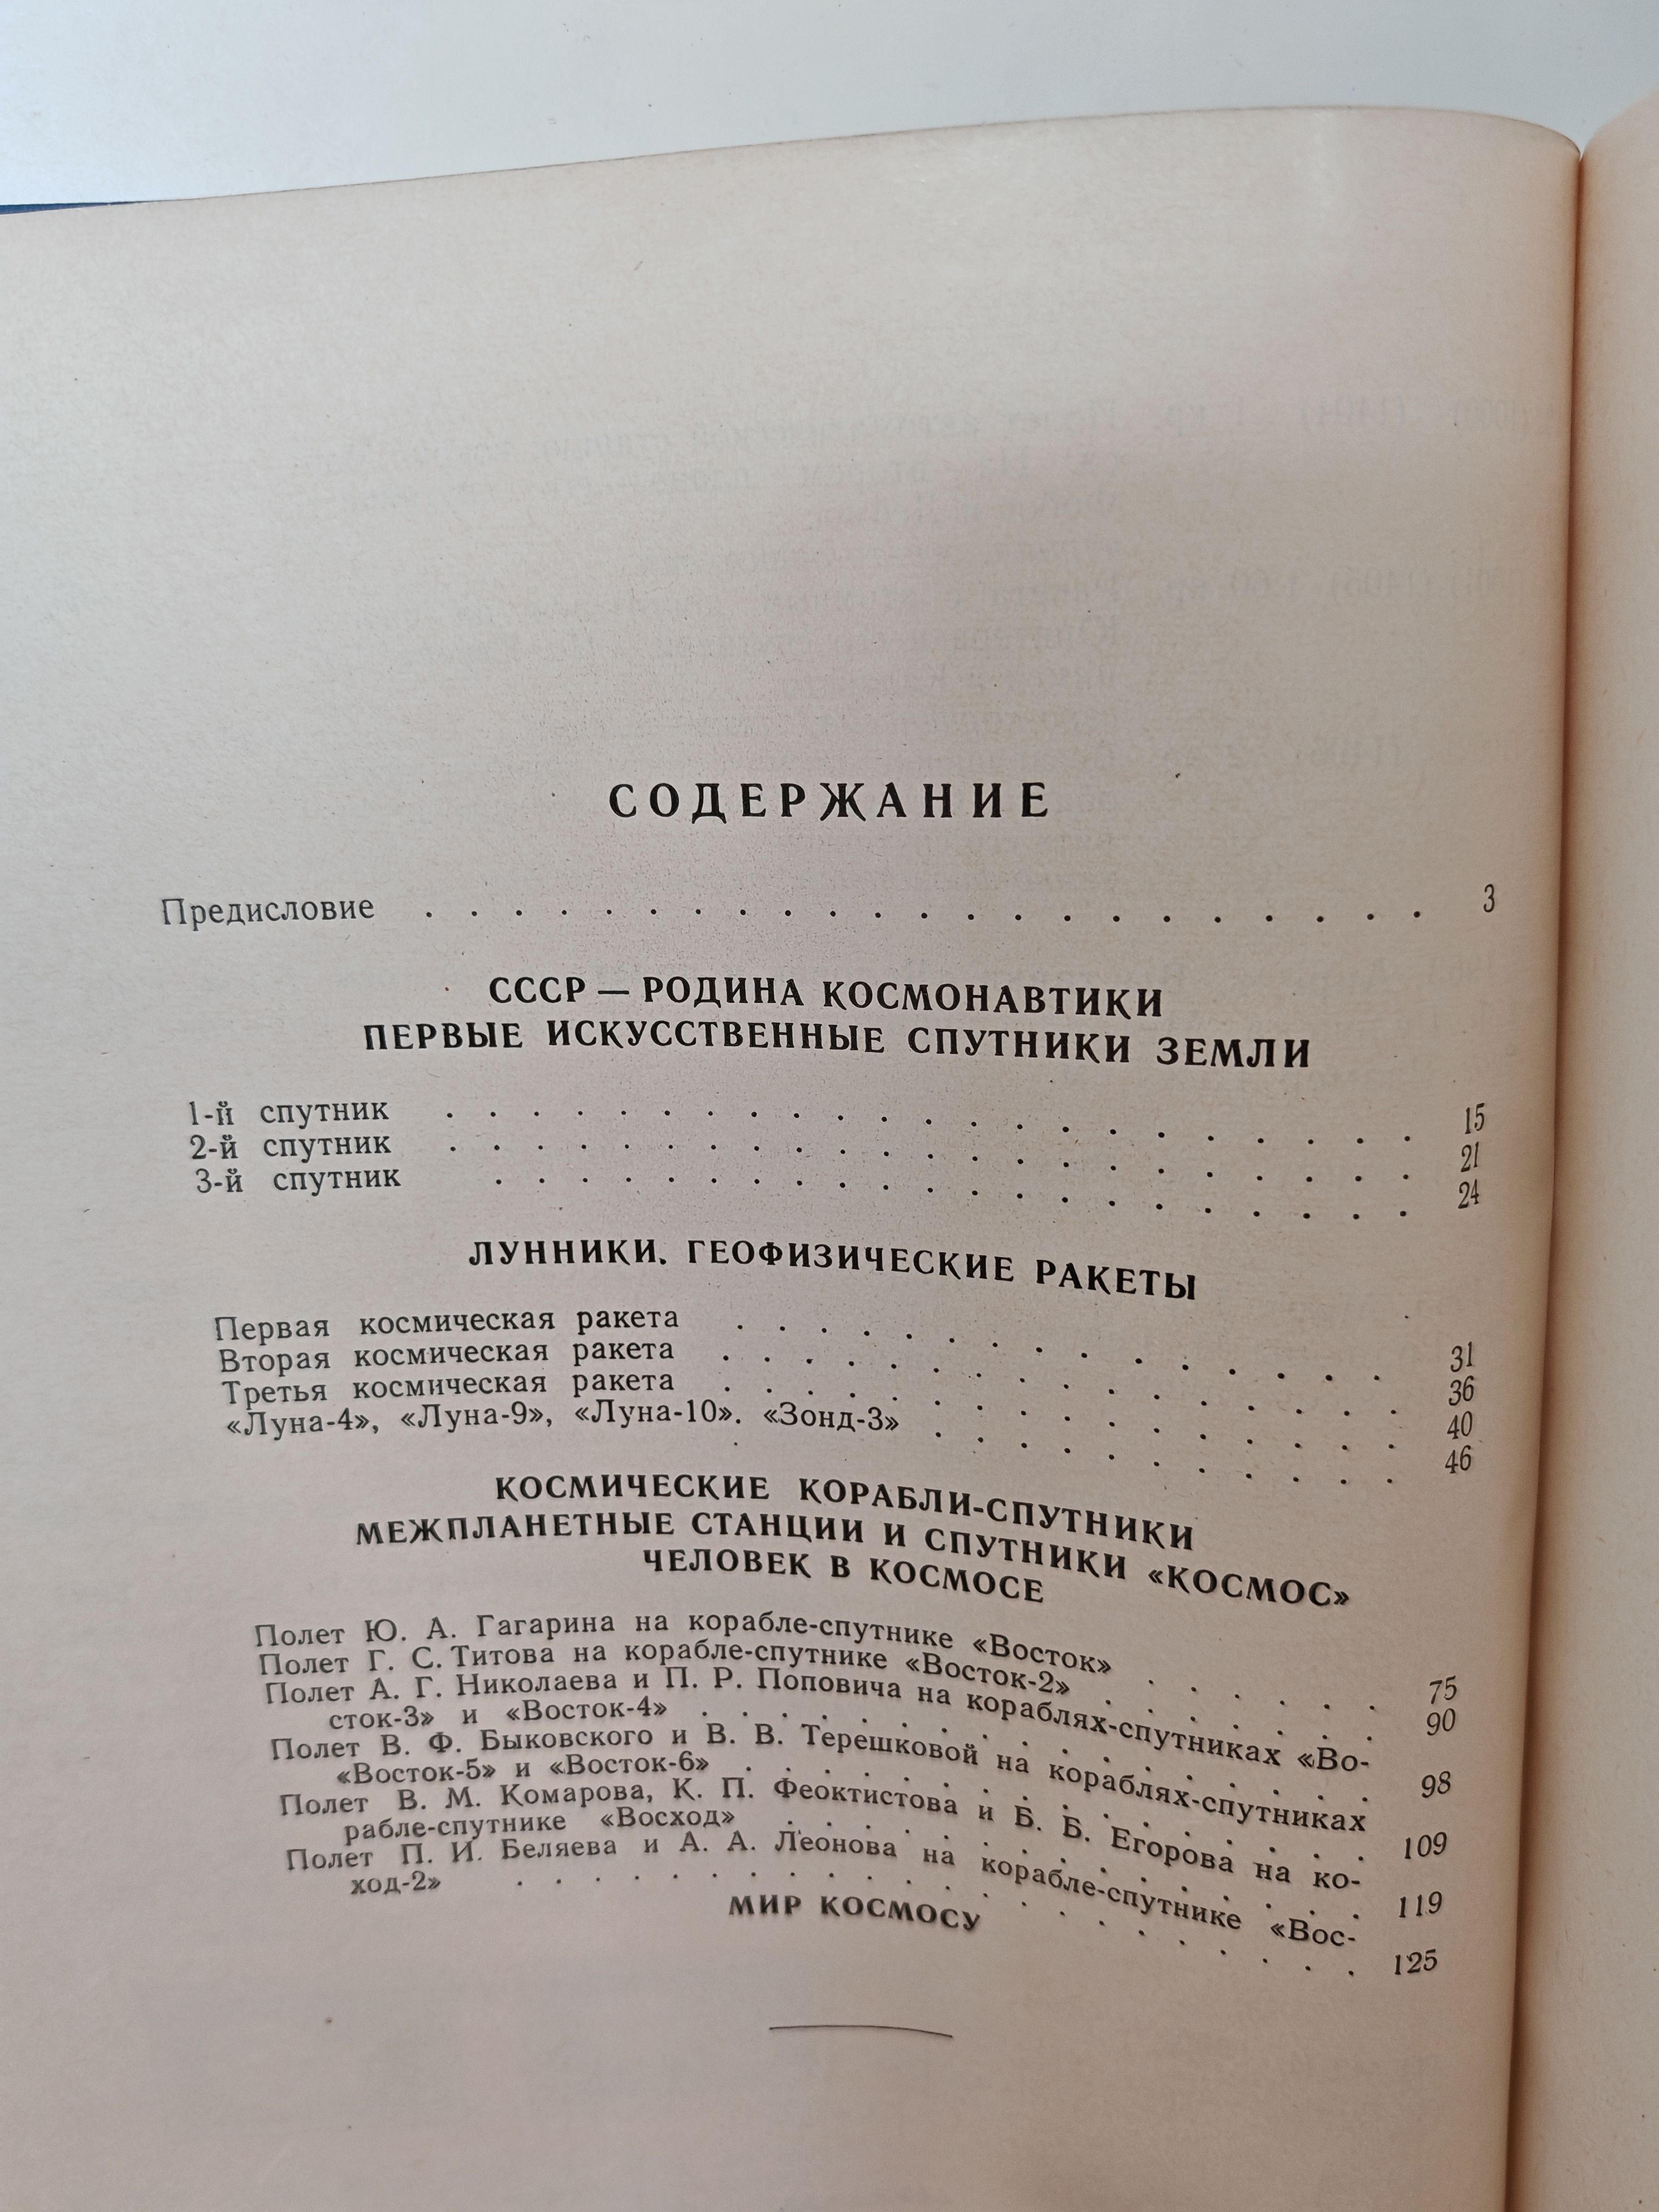 СОДЕРЖАНИЕ
Предисловие . . . . . . . . . . . . . . . . . . . . . . . 3
СССР — РОДИНА КОСМОНАВТИКИ
ПЕРВЫЕ ИСКУССТВЕННЫЕ СПУТНИКИ ЗЕМЛИ
1-й спутник . . . . . . . . . . . . . . . . . . . . . . . 15
2-й спутник . . . . . . . . . . . . . . . . . . . . . . . 21
3-й спутник . . . . . . . . . . . . . . . . . . . . . . 24
ЛУННИКИ. ГЕОФИЗИЧЕСКИЕ РАКЕТЫ
Первая космическая ракета . . . . . . . . . . . . . . . 31
Вторая космическая ракета . . . . . . . . . . . . . . . 36
Третья космическая ракета . . . . . . . . . . . . . . . 40
«Луна-4», «Луна-9», «Луна-10». «Зонд-3» . . . . . . . . . . . 46
КОСМИЧЕСКИЕ КОРАБЛИ-СПУТНИКИ
МЕЖПЛАНЕТНЫЕ СТАНЦИИ И СПУТНИКИ «КОСМОС»
ЧЕЛОВЕК В КОСМОСЕ
Полет Ю. А. Гагарина на корабле-спутнике «Восток» . . . . . . 75
Полет Г. С. Титова на корабле-спутнике «Восток-2» . . . . . . . 90
Полет А. Г. Николаева и П. Р. Поповича на кораблях-спутниках «Во-
сток-3» и «Восток-4» . . . . . . . . . . . . . . . . 98
Полет В. Ф. Быковского и В. В. Терешковой на кораблях-спутниках
«Восток-5» и «Восток-6» . . . . . . . . . . . . . . . 109
Полет В. М. Комарова, К. П. Феоктистова и Б. Б. Егорова на ко-
рабле-спутнике «Восход» . . . . . . . . . . . . . . 119
Полет П. И. Беляева и А. А. Леонова на корабле-спутнике «Вос-
ход-2» . . . . . . . . . . . . . . . . . . . . . 125
МИР КОСМОСУ